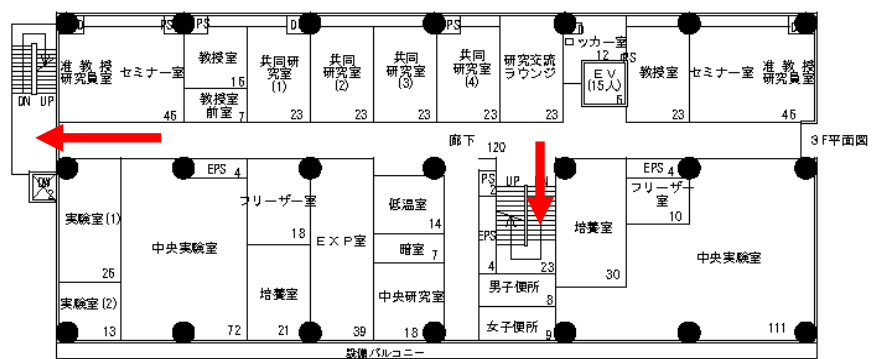 D
PS
PS
D
D
准 教 授
研究員室
セミナー室
46
教授室
16
教授室
前室
7
共同研
究室
(1)
23
共同
研究室
(2)
23
共同
研究室
(3)
23
共同
研究室
(4)
23
研究交流
ラウンジ
23
ロッカー室
12
PS
EV
(15人)
6
教授室
23
セミナー室
准 教 授
研究員室
46
DN UP
廊下
120
3F平面図
DW
2
EPS 4
実験室(1)
26
実験室(2)
13
中央実験室
72
フリーザー室
18
培養室
21
EXP室
39
低温室
14
暗室 7
中央研究室
18
PS
2
UP DN
EPS
4
23
男子便所
8
女子便所
9
培養室
30
EPS 4
フリーザー
室
10
中央実験室
111
設備バルコニー